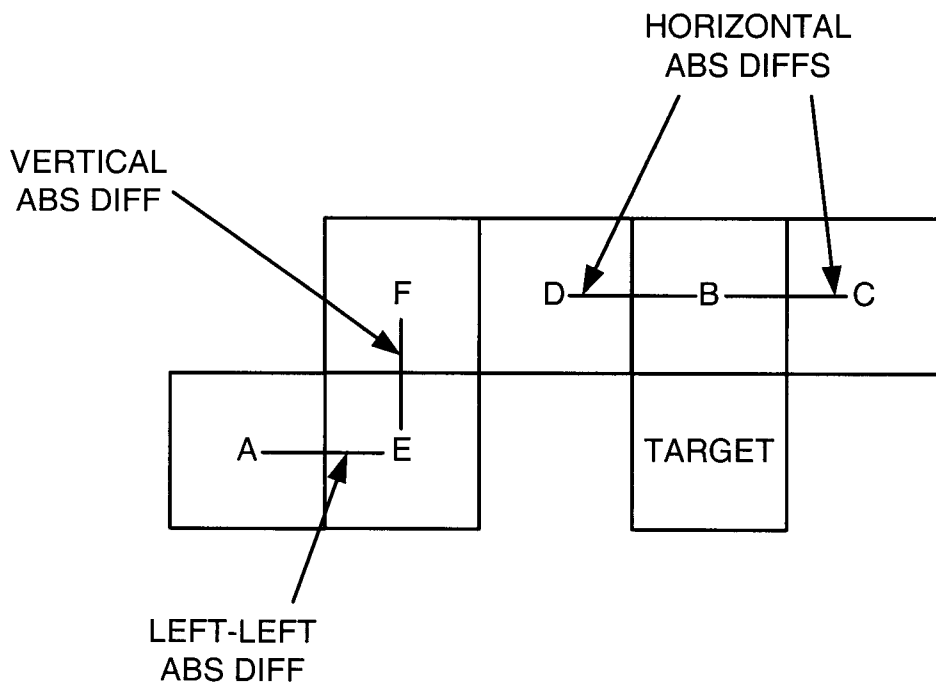 HORIZONTAL
ABS DIFFS
VERTICAL
ABS DIFF
F
D B C
A E TARGET
LEFT-LEFT
ABS DIFF